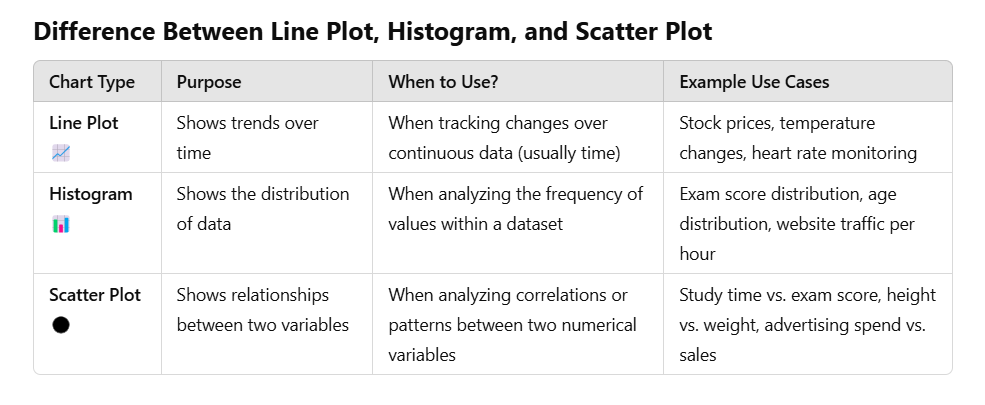 Difference Between Line Plot, Histogram, and Scatter Plot
Chart Type Purpose When to Use? Example Use Cases
Line Plot Shows trends over When tracking changes over Stock prices, temperature
time continuous data (usually time) changes, heart rate monitoring
Histogram Shows the distribution When analyzing the frequency of Exam score distribution, age
of data values within a dataset distribution, website traffic per
hour
Scatter Plot Shows relationships When analyzing correlations or Study time vs. exam score, height
between two variables patterns between two numerical vs. weight, advertising spend vs.
variables sales